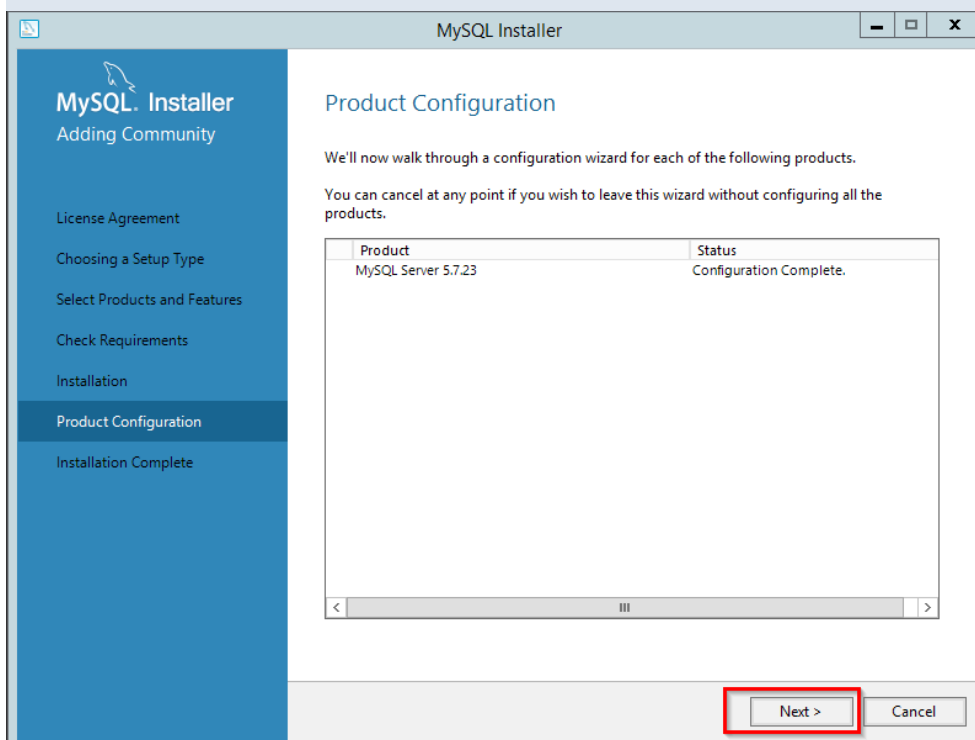 MySQL Installer
MySQL. Installer
Adding Community
License Agreement
Choosing a Setup Type
Select Products and Features
Check Requirements
Installation
Product Configuration
Installation Complete
Product Configuration
We'll now walk through a configuration wizard for each of the following products.
You can cancel at any point if you wish to leave this wizard without configuring all the
products.
Product Status
MySQL Server 5.7.23 Configuration Complete.
Next > Cancel